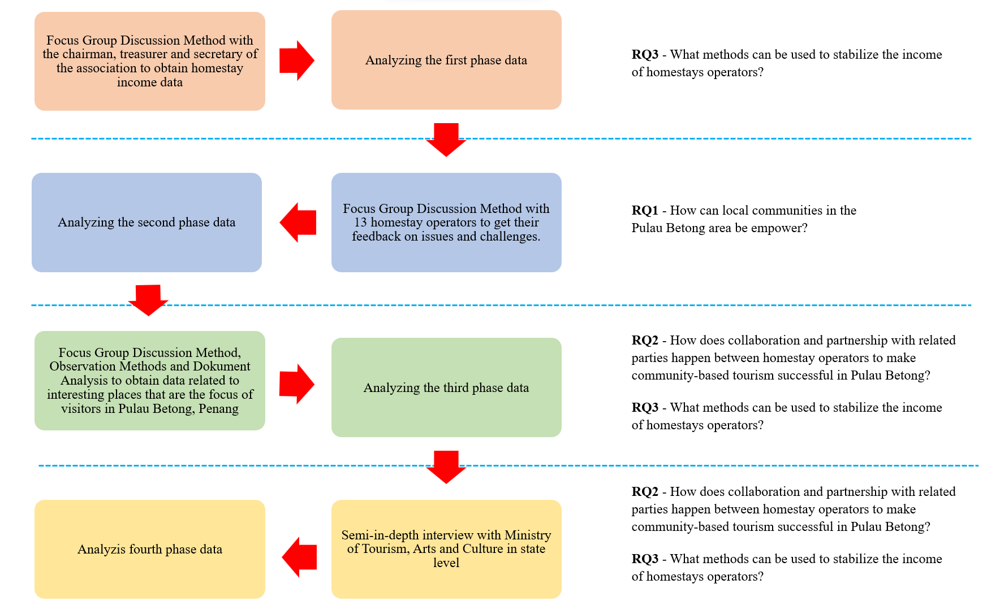 Focus Group Discussion Method with
the chairman, treasurer and secretary of
the association to obtain homestay
income data
Analyzing the first phase data
RQ3 - What methods can be used to stabilize the income
of homestays operators?
Analyzing the second phase data
Focus Group Discussion Method with
13 homestay operators to get their
feedback on issues and challenges.
RQ1 - How can local communities in the
Pulau Betong area be empower?
Focus Group Discussion Method,
Observation Methods and Dokument
Analysis to obtain data related to
interesting places that are the focus of
visitors in Pulau Betong, Penang
Analyzing the third phase data
RQ2 - How does collaboration and partnership with related
parties happen between homestay operators to make
community-based tourism successful in Pulau Betong?
RQ3 - What methods can be used to stabilize the income
of homestays operators?
Analyzis fourth phase data
Semi-in-depth interview with Ministry
of Tourism, Arts and Culture in state
level
RQ2 - How does collaboration and partnership with related
parties happen between homestay operators to make
community-based tourism successful in Pulau Betong?
RQ3 - What methods can be used to stabilize the income
of homestays operators?